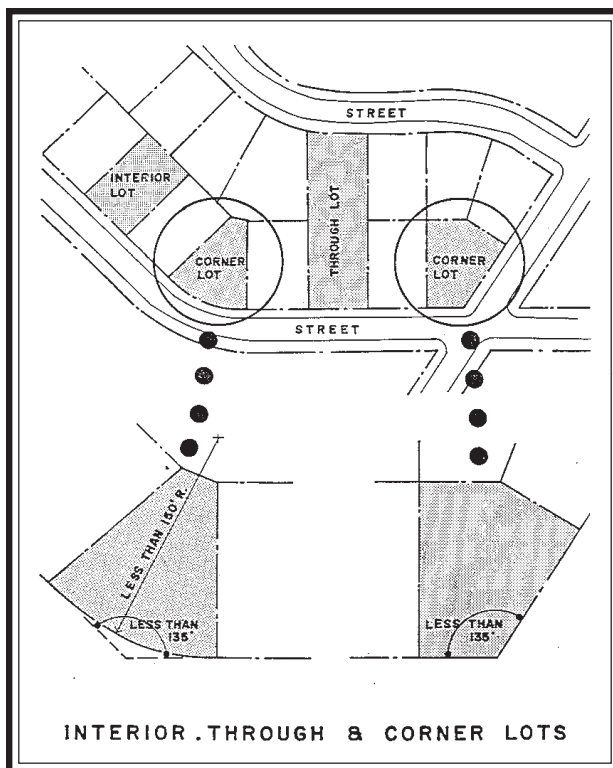 STREET
INTERIOR
LOT
THROUGH LOT
CORNER
LOT
CORNER
LOT
STREET
LESS THAN 150'R.
LESS THAN
135°
LESS THAN
135°
INTERIOR.THROUGH & CORNER LOTS